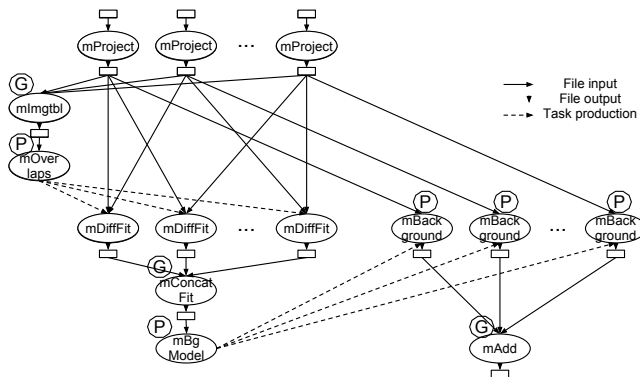 mProject
mProject
...
mProject
G
mImgtbl
File input
File output
Task production
P
mOver
laps
P
P
P
mDiffFit
mDiffFit
...
mDiffFit
mBack
ground
mBack
ground
...
mBack
ground
G
mConcat
Fit
P
mBg
Model
G
mAdd